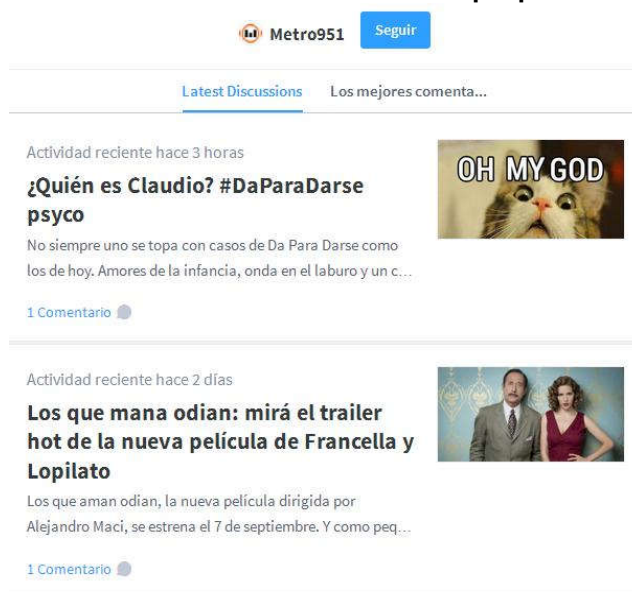 Metro951
Seguir
Latest Discussions
Los mejores comenta...
Actividad reciente hace 3 horas
¿Quién es Claudio? #DaParaDarse
psyco
No siempre uno se topa con casos de Da Para Darse como
los de hoy. Amores de la infancia, onda en el laburo y un c...
1 Comentario
OH MY GOD
Actividad reciente hace 2 días
Los que mana odian: mirá el trailer
hot de la nueva película de Francella y
Lopilato
Los que aman odian, la nueva película dirigida por
Alejandro Maci, se estrena el 7 de septiembre. Y como peq...
1 Comentario